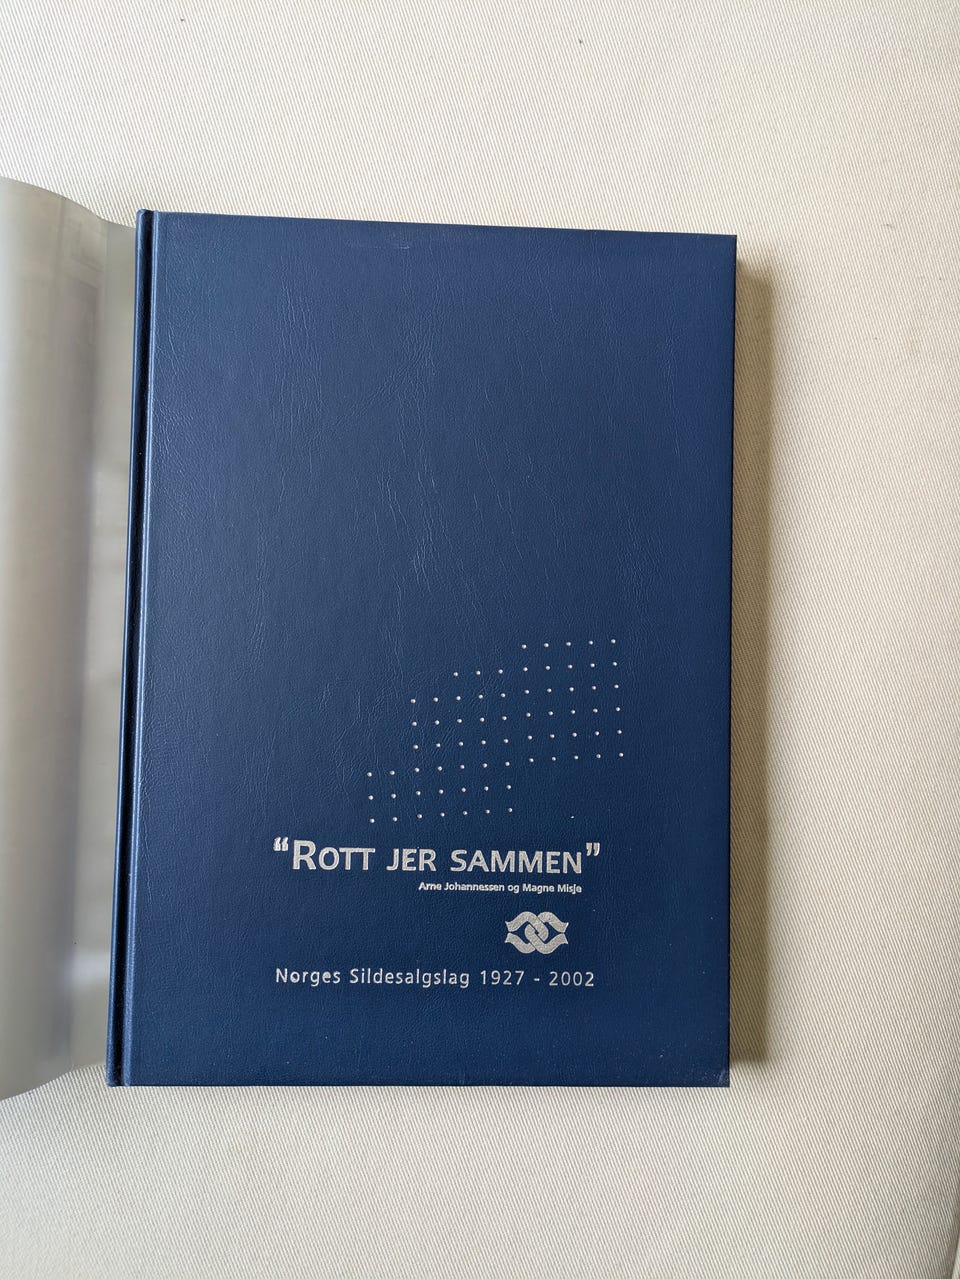 “ROTT JER SAMMEN”
Arne Johannessen og Magne Misje
Norges Sildesalgslag 1927 - 2002